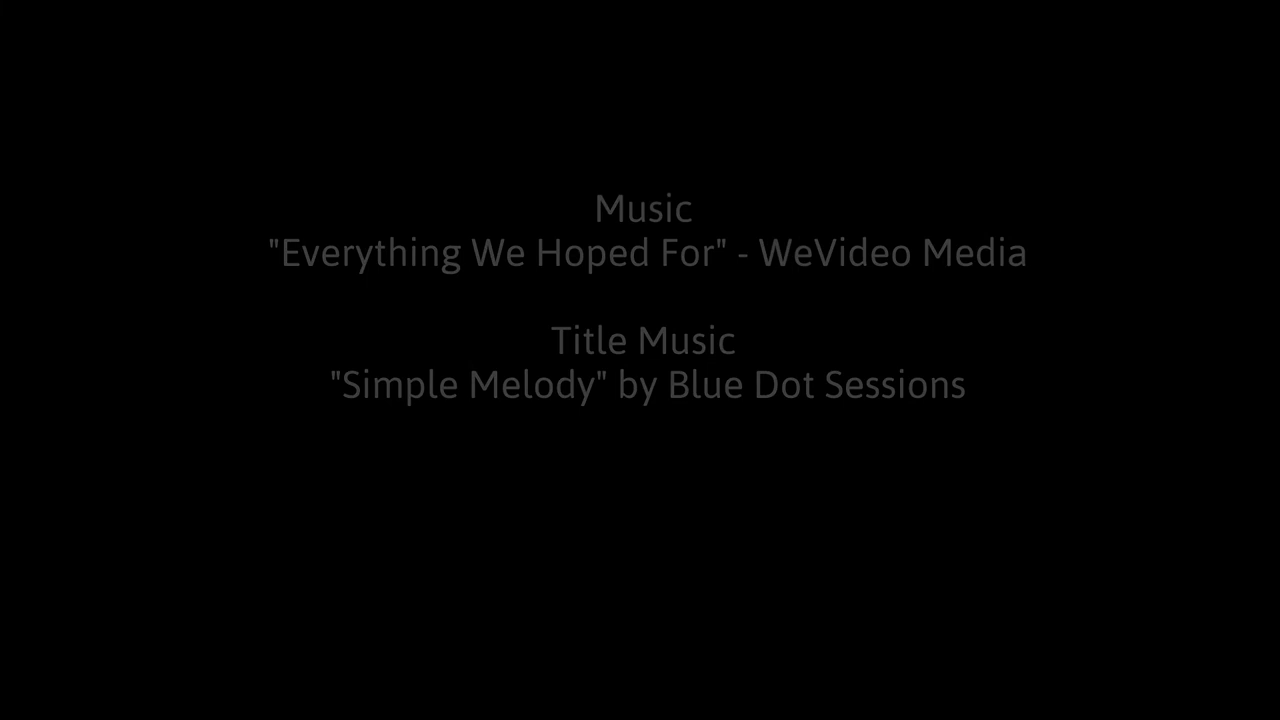 Music
"Everything We Hoped For" - WeVideo Media
Title Music
"Simple Melody" by Blue Dot Sessions